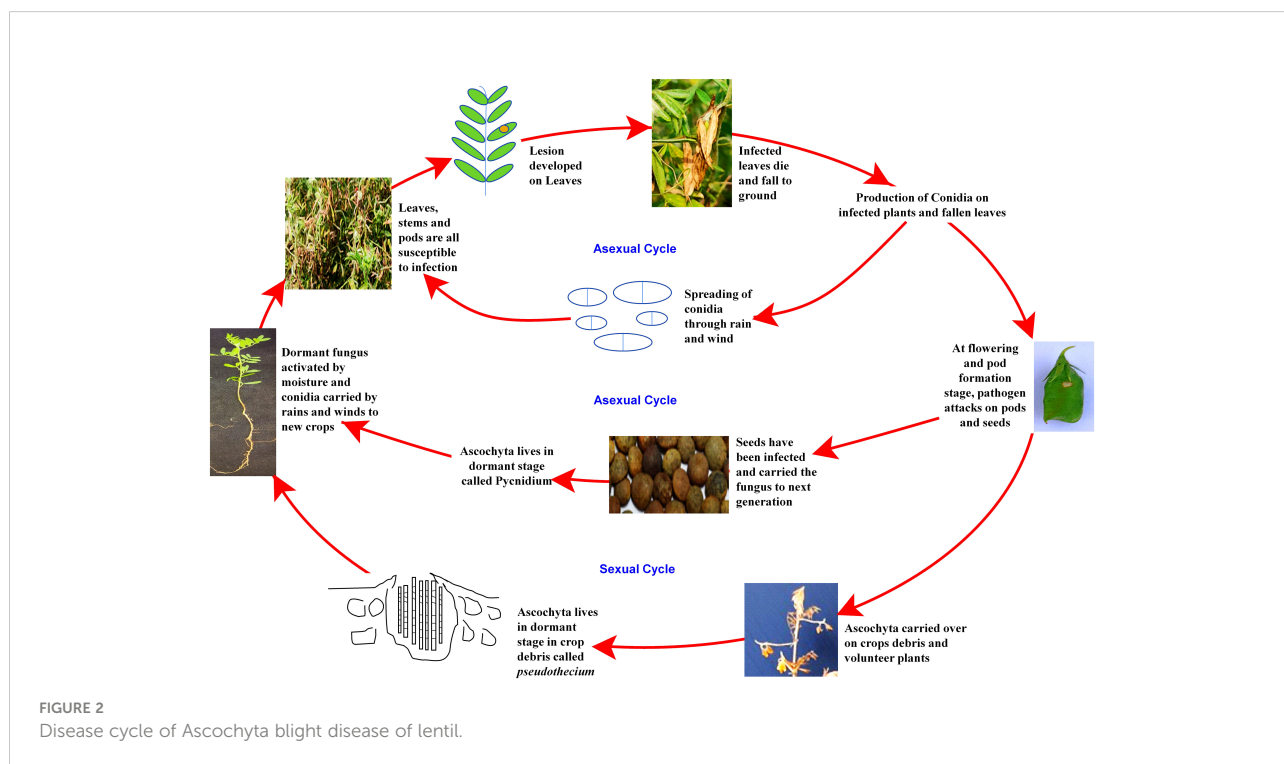 Lesion
developed
on Leaves
Infected
leaves die
and fall to
ground
Production of Conidia on
infected plants and fallen leaves
Leaves,
stems and
pods are all
susceptible
to infection
Asexual Cycle
Spreading of
conidia
through rain
and wind
Dormant fungus
activated by
moisture and
conidia carried by
rains and winds to
new crops
At flowering
and pod
formation
stage, pathogen
attacks on pods
and seeds
Asexual Cycle
Ascochyta lives in
dormant stage
called Pycnidium
Seeds have
been infected
and carried the
fungus to next
generation
Sexual Cycle
Ascochyta lives
in dormant
stage in crop
debris called
pseudothecium
Ascochyta carried over
on crops debris and
volunteer plants
FIGURE 2
Disease cycle of Ascochyta blight disease of lentil.